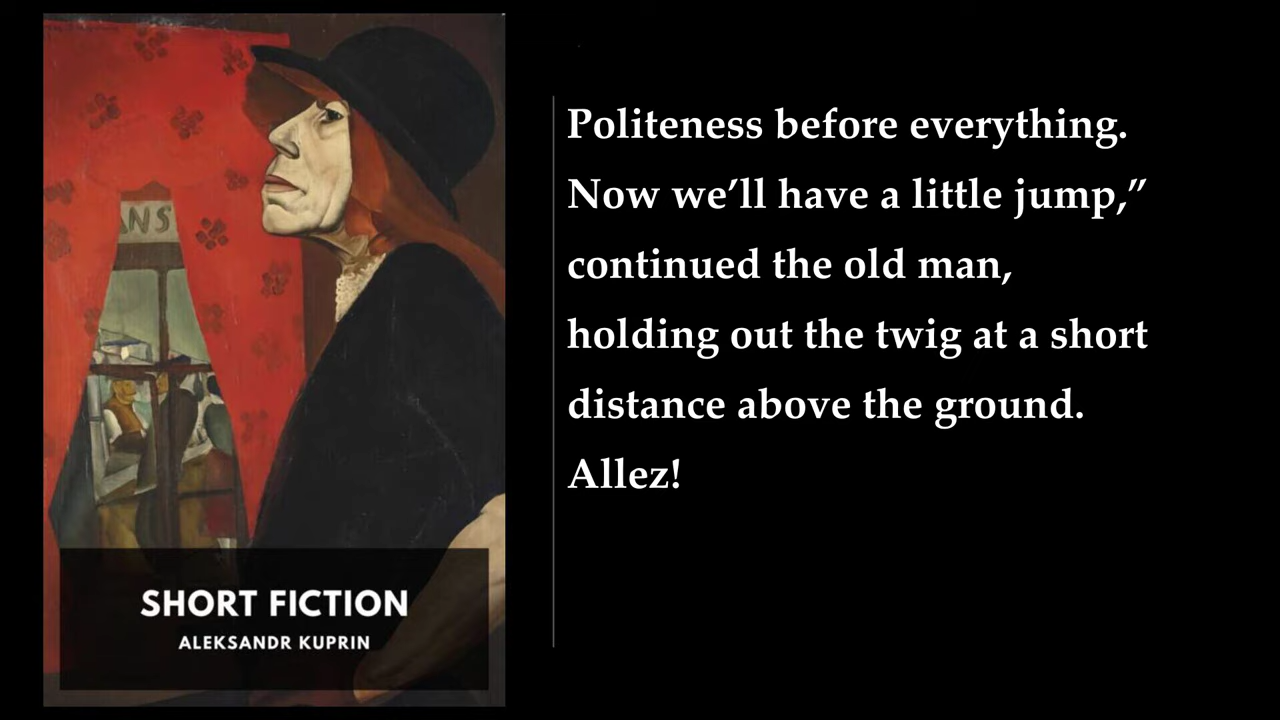 Politeness before everything.
Now we’ll have a little jump,”
continued the old man,
holding out the twig at a short
distance above the ground.
Allez!
ANS
SHORT FICTION
ALEKSANDR KUPRIN